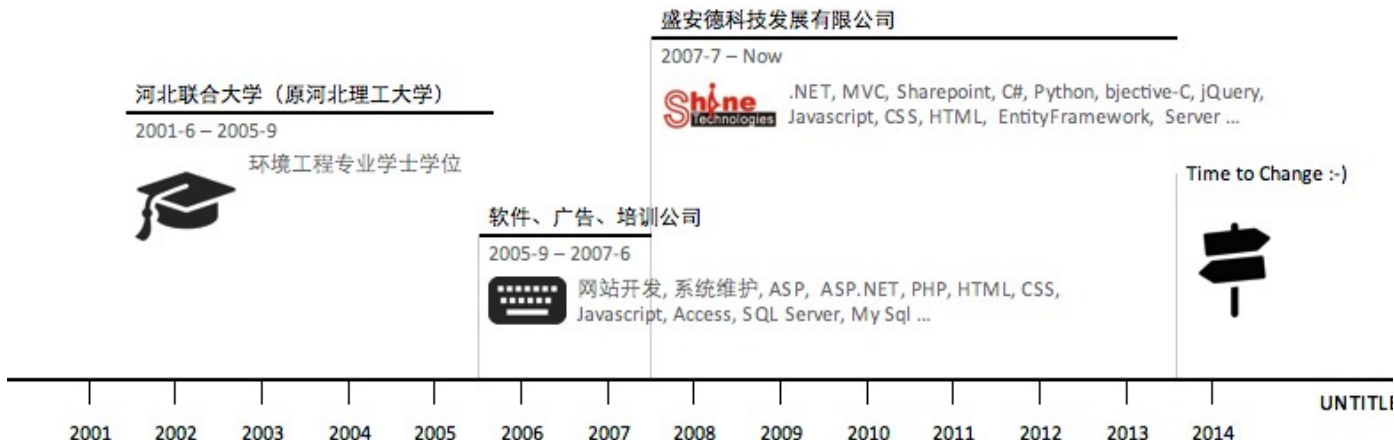 盛安德科技发展有限公司
2007-7 – Now
Shine
Technologies
.NET, MVC, Sharepoint, C#, Python, bjective-C, jQuery,
Javascript, CSS, HTML, EntityFramework, Server ...
河北联合大学（原河北理工大学）
2001-6 – 2005-9
环境工程专业学士学位
Time to Change :-)
软件、广告、培训公司
2005-9 – 2007-6
网站开发, 系统维护, ASP, ASP.NET, PHP, HTML, CSS,
Javascript, Access, SQL Server, My Sql ...
UNTITLE
2001 2002 2003 2004 2005 2006 2007 2008 2009 2010 2011 2012 2013 2014